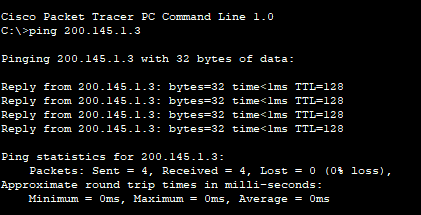 Cisco Packet Tracer PC Command Line 1.0
C:\>ping 200.145.1.3
Pinging 200.145.1.3 with 32 bytes of data:
Reply from 200.145.1.3: bytes=32 time<1ms TTL=128
Reply from 200.145.1.3: bytes=32 time<1ms TTL=128
Reply from 200.145.1.3: bytes=32 time<1ms TTL=128
Reply from 200.145.1.3: bytes=32 time<1ms TTL=128
Ping statistics for 200.145.1.3:
    Packets: Sent = 4, Received = 4, Lost = 0 (0% loss),
Approximate round trip times in milli-seconds:
    Minimum = 0ms, Maximum = 0ms, Average = 0ms